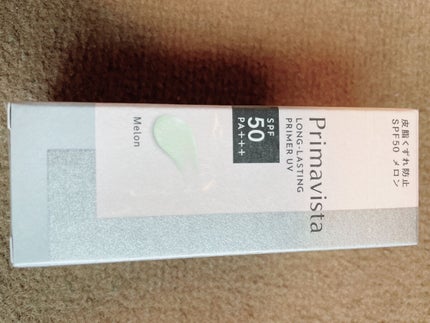 皮脂くずれ防止
SPF50 メロン
Primavista
LONG-LASTING
PRIMER UV
SPF
50
PA+++
Melon